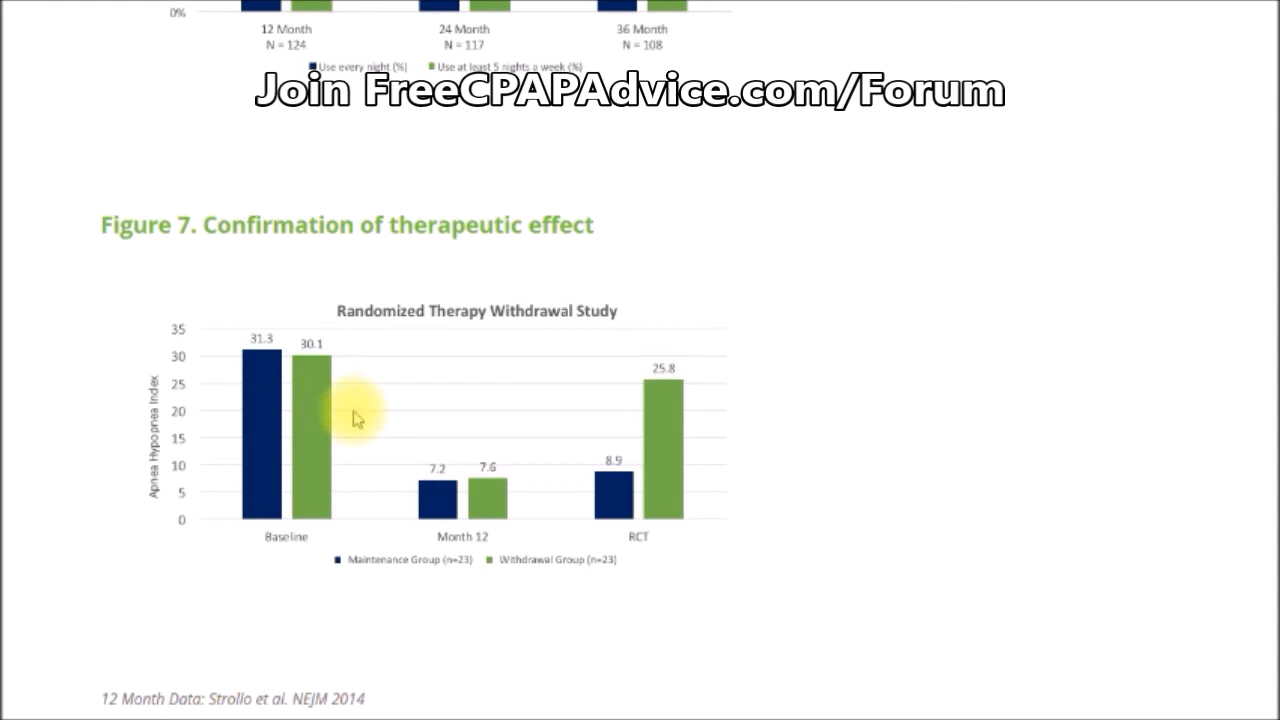 0%
12 Month 24 Month 36 Month
N = 124 N = 117 N = 108
Use every night (%) Use at least 5 nights a week (%)
Join FreeCPAPAdvice.com/Forum
Figure 7. Confirmation of therapeutic effect
Randomized Therapy Withdrawal Study
35
31.3 30.1
30
25.8
25
20
15
10
7.2 7.6 8.9
5
0
Apnea Hypopnea Index
Baseline Month 12 RCT
Maintenance Group (n=23) Withdrawal Group (n=23)
12 Month Data: Strollo et al. NEJM 2014